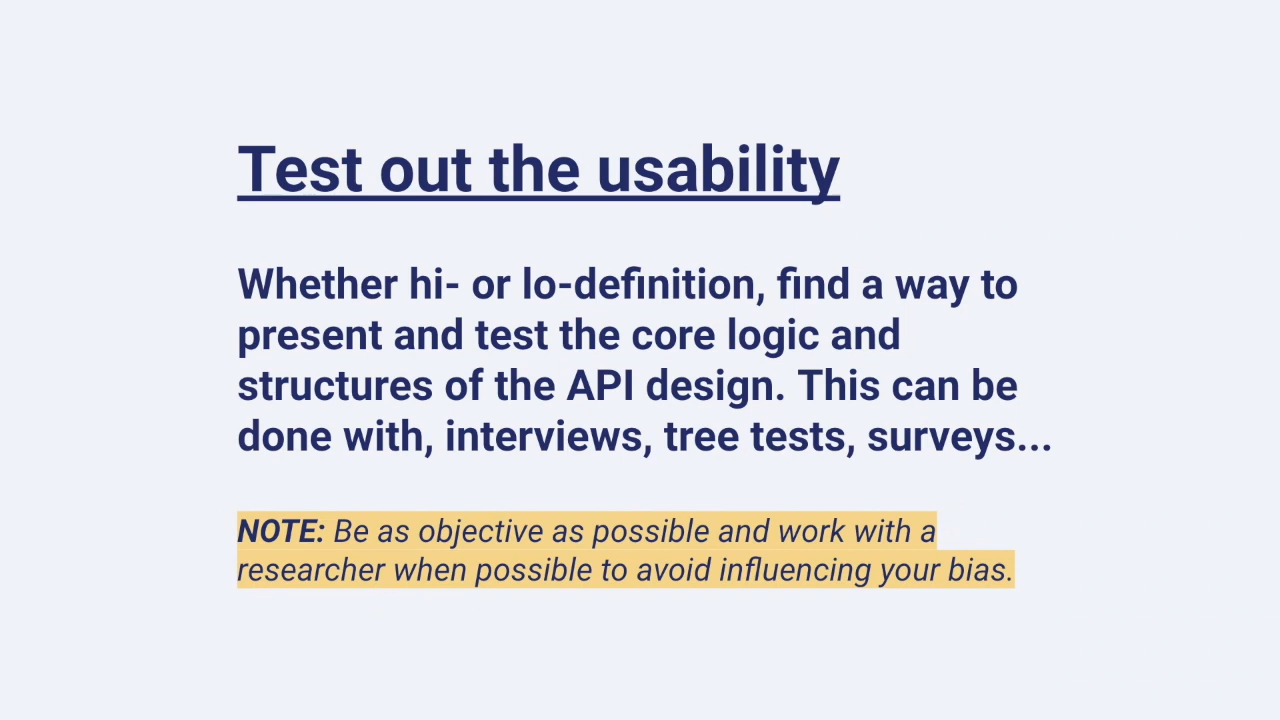 Test out the usability
Whether hi- or lo-definition, find a way to
present and test the core logic and
structures of the API design. This can be
done with, interviews, tree tests, surveys...
NOTE: Be as objective as possible and work with a
researcher when possible to avoid influencing your bias.